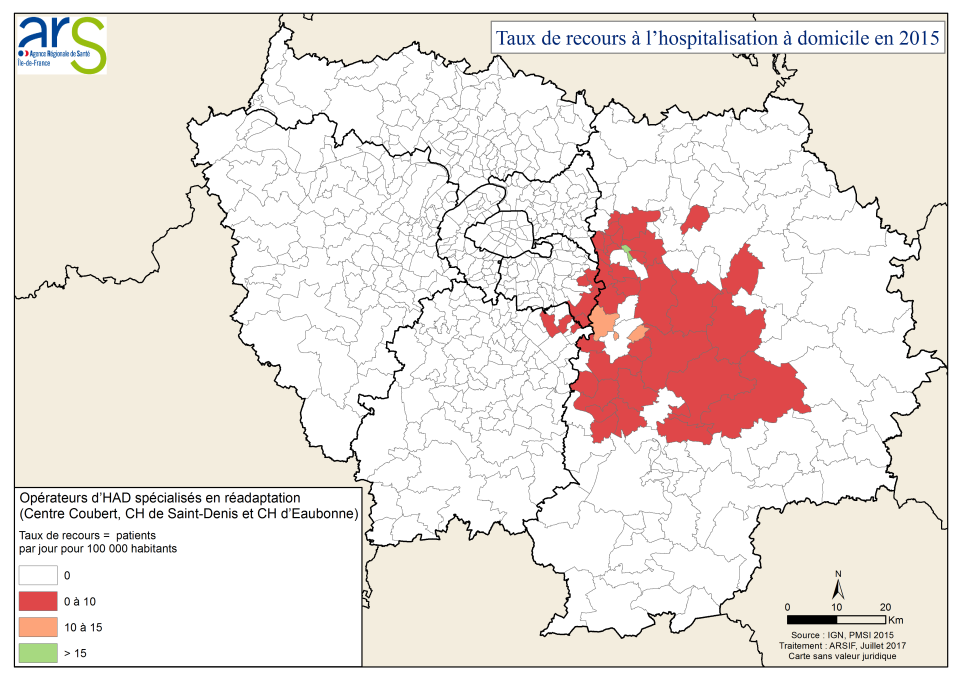 ars
Agence Régionale de Santé
Île-de-France
Taux de recours à l'hospitalisation à domicile en 2015
Opérateurs d'HAD spécialisés en réadaptation
(Centre Coubert, CH de Saint-Denis et CH d'Eaubonne)
Taux de recours = patients
par jour pour 100 000 habitants
0
0 à 10
10 à 15
> 15
N
0 10 20
Km
Source : IGN, PMSI 2015
Traitement : ARSIF, Juillet 2017
Carte sans valeur juridique